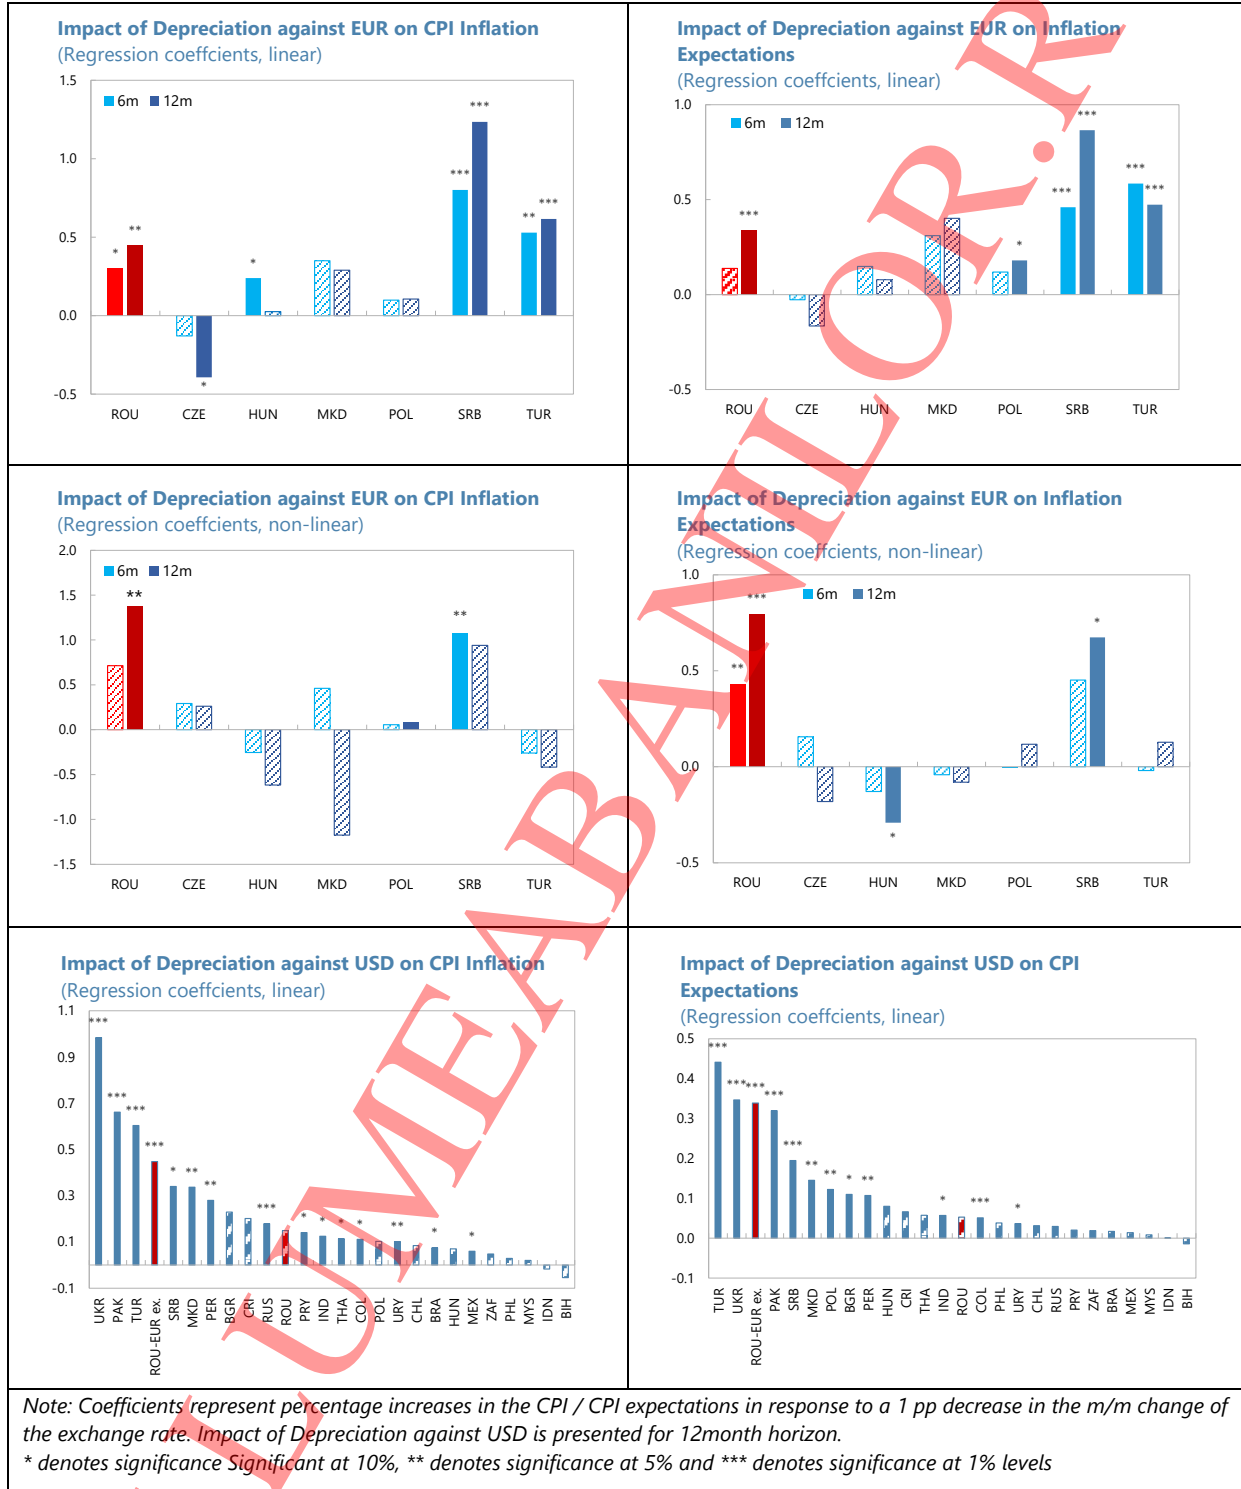 Impact of Depreciation against EUR on CPI Inflation
(Regression coeffcients, linear)
1.5
1.0
0.5
0.0
-0.5
6m 12m
* ** * * *** *** ** ***
ROU CZE HUN MKD POL SRB TUR
Impact of Depreciation against EUR on Inflation
Expectations
(Regression coeffcients, linear)
1.0
0.5
0.0
-0.5
6m 12m
*** * *** *** *** ***
ROU CZE HUN MKD POL SRB TUR
Impact of Depreciation against EUR on CPI Inflation
(Regression coeffcients, non-linear)
2.0
1.5
1.0
0.5
0.0
-0.5
-1.0
-1.5
6m 12m
** **
ROU CZE HUN MKD POL SRB TUR
Impact of Depreciation against EUR on Inflation
Expectations
(Regression coeffcients, non-linear)
1.0
0.5
0.0
-0.5
6m 12m
** *** * *
ROU CZE HUN MKD POL SRB TUR
Impact of Depreciation against USD on CPI Inflation
(Regression coeffcients, linear)
1.1
0.9
0.7
0.5
0.3
0.1
-0.1
*** *** *** *** * ** ** *** * * * * ** * *
UKR PAK TUR ROU-EUR ex. SRB MKD PER BGR CRI RUS ROU PRY IND THA COL POL URY CHL BRA HUN MEX ZAF PHL MYS IDN BIH
Impact of Depreciation against USD on CPI
Expectations
(Regression coeffcients, linear)
0.5
0.4
0.3
0.2
0.1
0.0
-0.1
*** *** *** *** *** ** ** * ** * *** *
TUR UKR ROU-EUR ex. PAK SRB MKD POL BGR PER HUN CRI THA IND ROU COL PHL URY CHL RUS PRY ZAF BRA MEX MYS IDN BIH
Note: Coefficients represent percentage increases in the CPI / CPI expectations in response to a 1 pp decrease in the m/m change of
the exchange rate. Impact of Depreciation against USD is presented for 12month horizon.
* denotes significance Significant at 10%, ** denotes significance at 5% and *** denotes significance at 1% levels
LUMEABANILOR.R